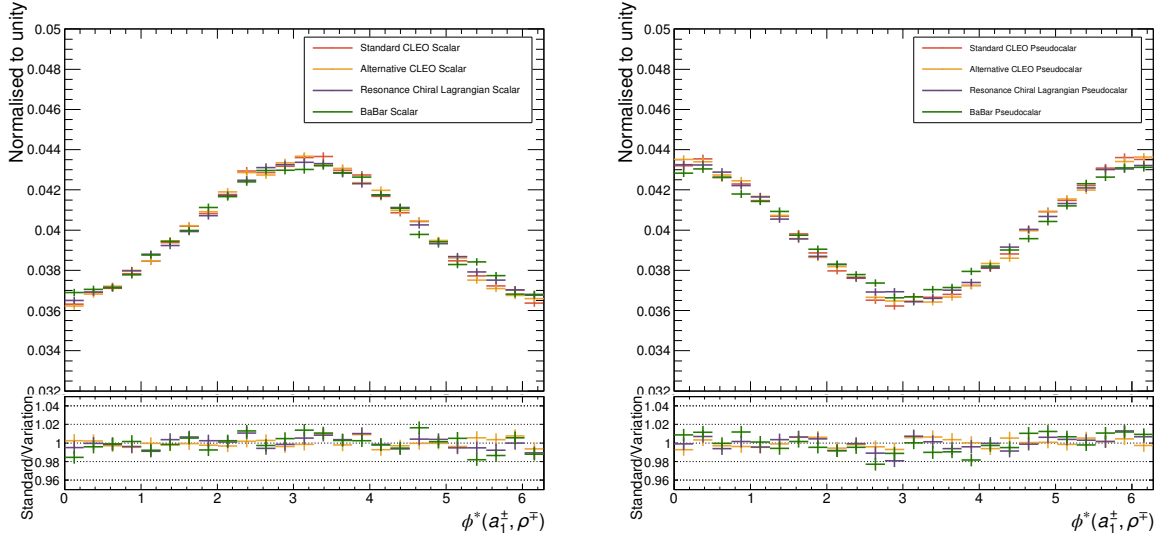 Normalised to unity
0.05
0.048
0.046
0.044
0.042
0.04
0.038
0.036
0.034
0.032
Standard CLEO Scalar
Alternative CLEO Scalar
Resonance Chiral Lagrangian Scalar
BaBar Scalar
Standard/Variation
1.04
1.02
1
0.98
0.96
0 1 2 3 4 5 6
ϕ*(a₁±, ρ∓)
Normalised to unity
0.05
0.048
0.046
0.044
0.042
0.04
0.038
0.036
0.034
0.032
Standard CLEO Pseudocalar
Alternative CLEO Pseudocalar
Resonance Chiral Lagrangian Pseudocalar
BaBar Pseudocalar
Standard/Variation
1.04
1.02
1
0.98
0.96
0 1 2 3 4 5 6
ϕ*(a₁±, ρ∓)